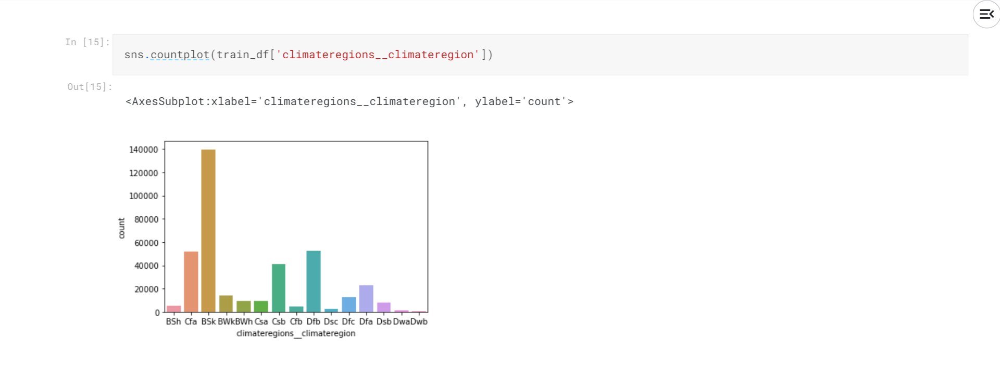 In [15]:
sns.countplot(train_df['climateregions__climateregion'])
Out[15]:
<AxesSubplot:xlabel='climateregions__climateregion', ylabel='count'>
140000
120000
100000
80000
60000
40000
20000
0
count
BSh Cfa BSk BWk BWh Csa Csb Cfb Dfb Dsc Dfc Dfa Dsb Dwa Dwb
climateregions__climateregion